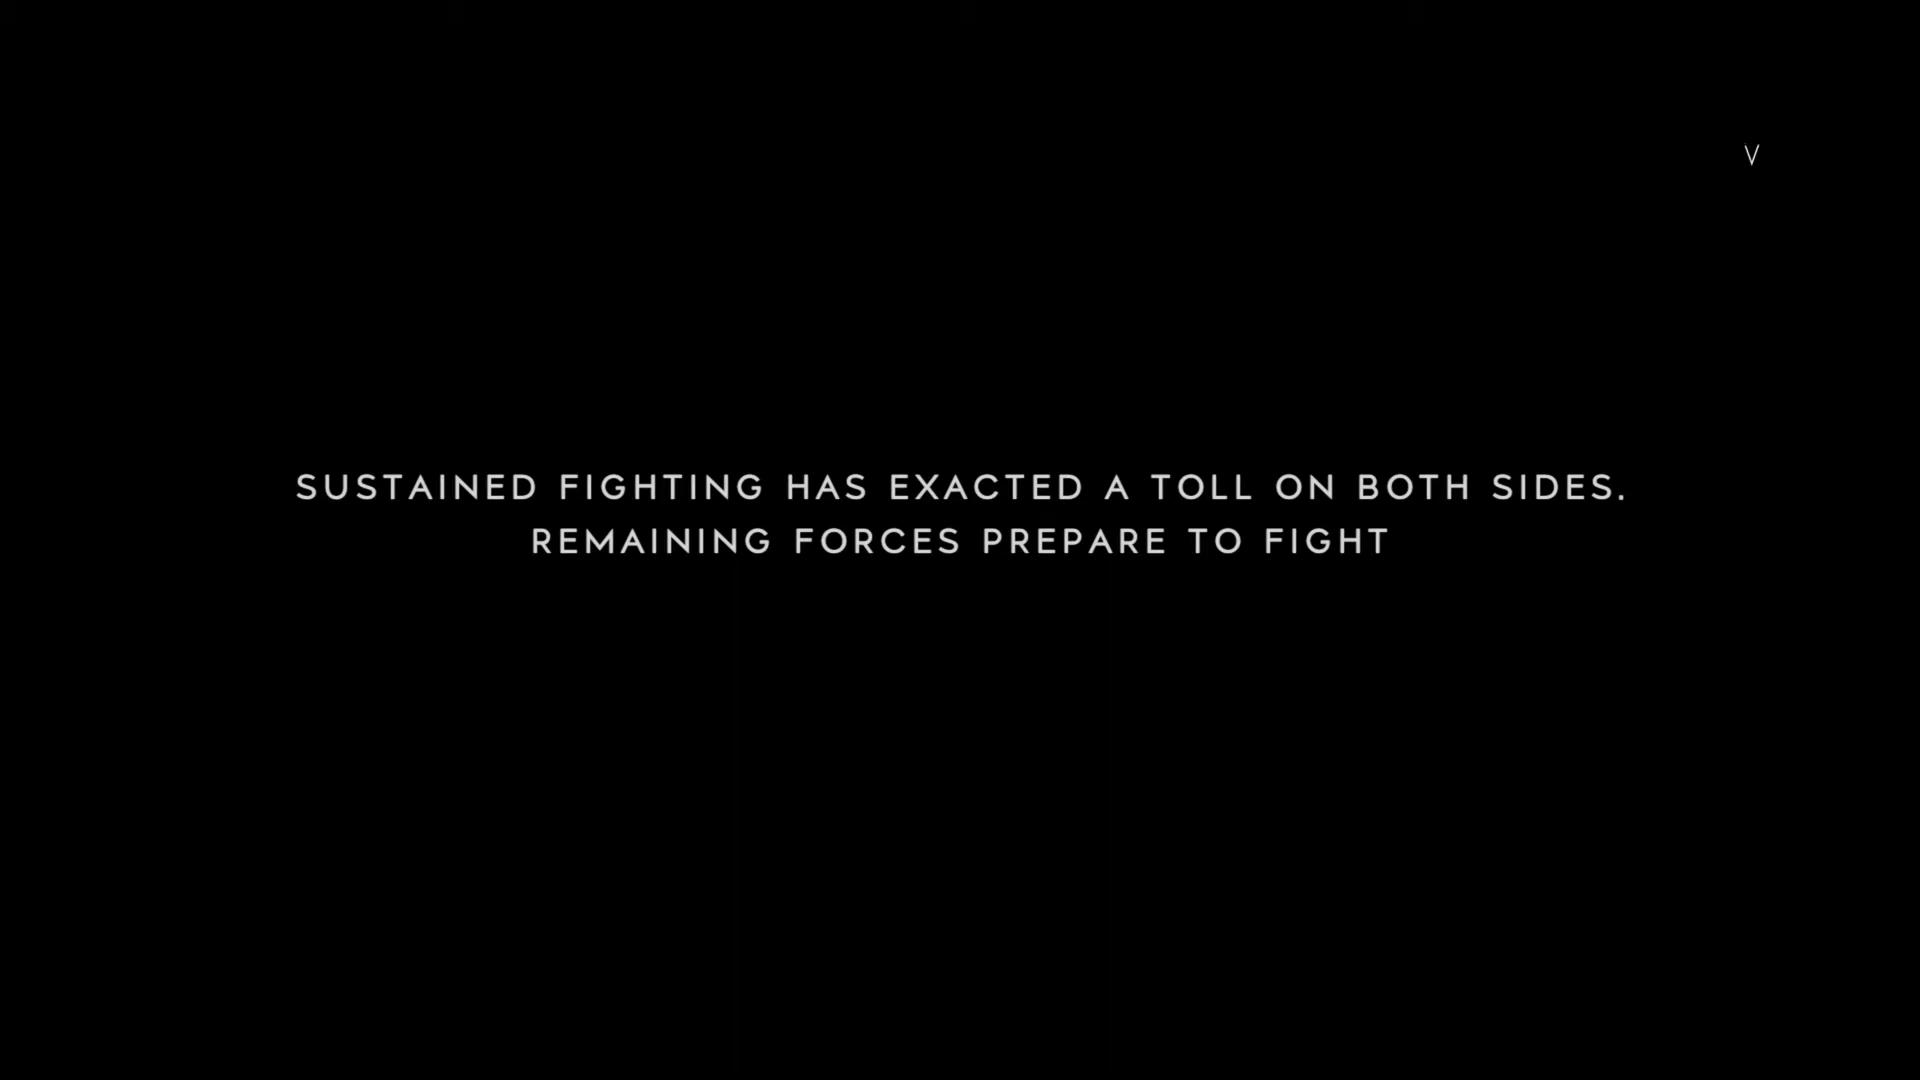 V
SUSTAINED FIGHTING HAS EXACTED A TOLL ON BOTH SIDES.
REMAINING FORCES PREPARE TO FIGHT